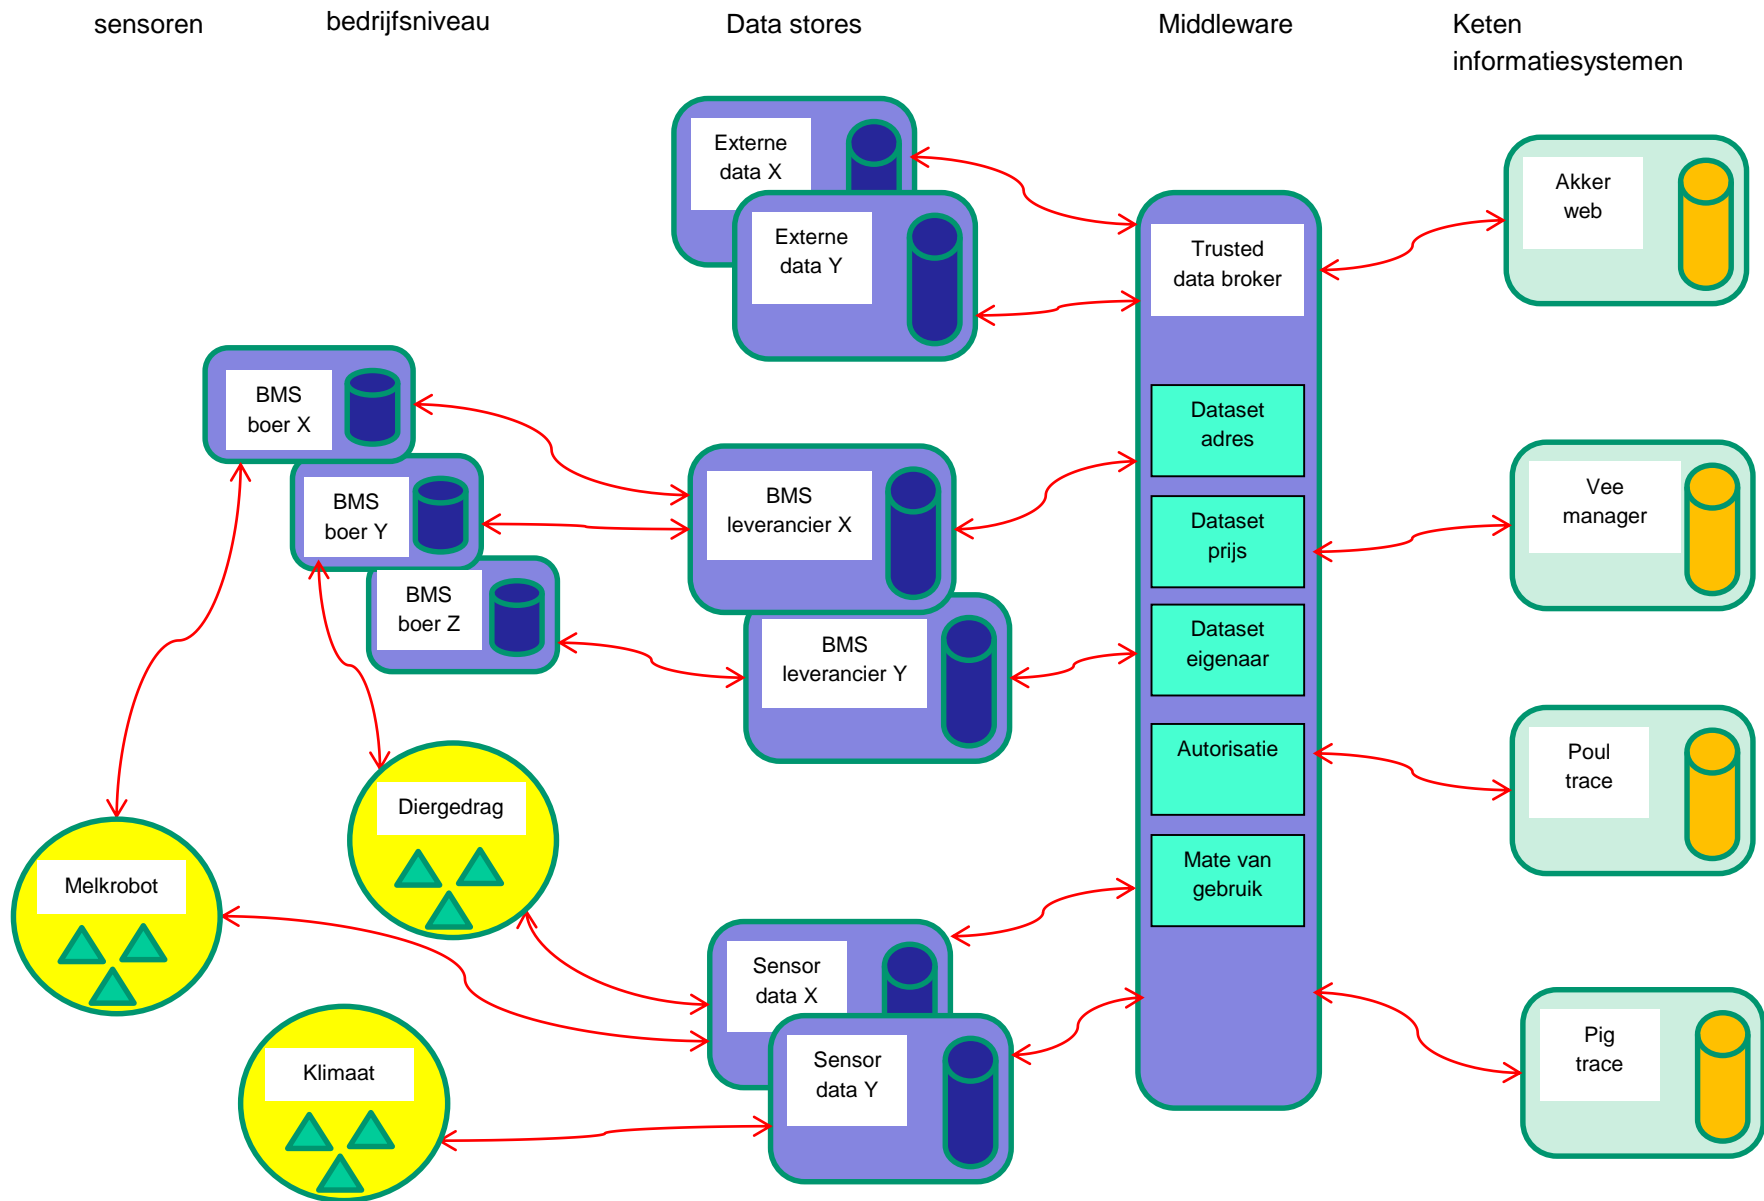 sensoren
bedrijfsniveau
Data stores
Middleware
Keten
informatiesystemen
Externe
data X
Externe
data Y
Trusted
data broker
Akker
web
BMS
boer X
BMS
boer Y
BMS
boer Z
BMS
leverancier X
BMS
leverancier Y
Dataset
adres
Dataset
prijs
Dataset
eigenaar
Autorisatie
Mate van
gebruik
Vee
manager
Poul
trace
Pig
trace
Diergedrag
Melkrobot
Klimaat
Sensor
data X
Sensor
data Y